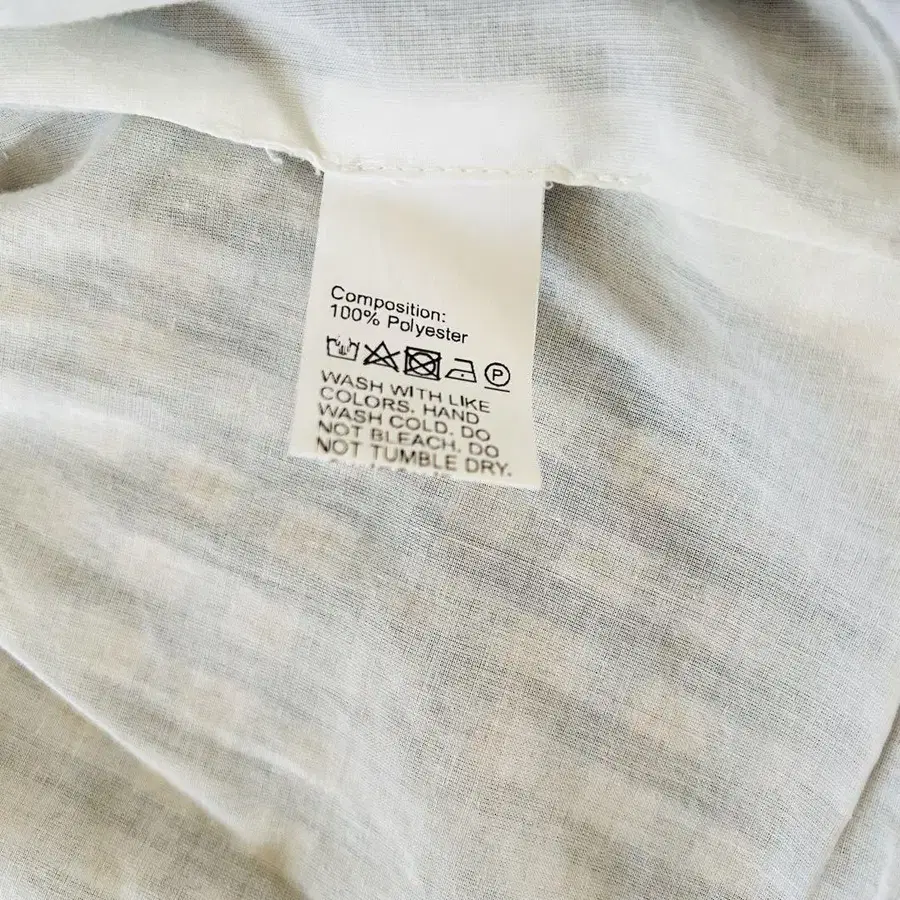 Composition:
100% Polyester
P
WASH WITH LIKE
COLORS. HAND
WASH COLD. DO
NOT BLEACH. DO
NOT TUMBLE DRY.